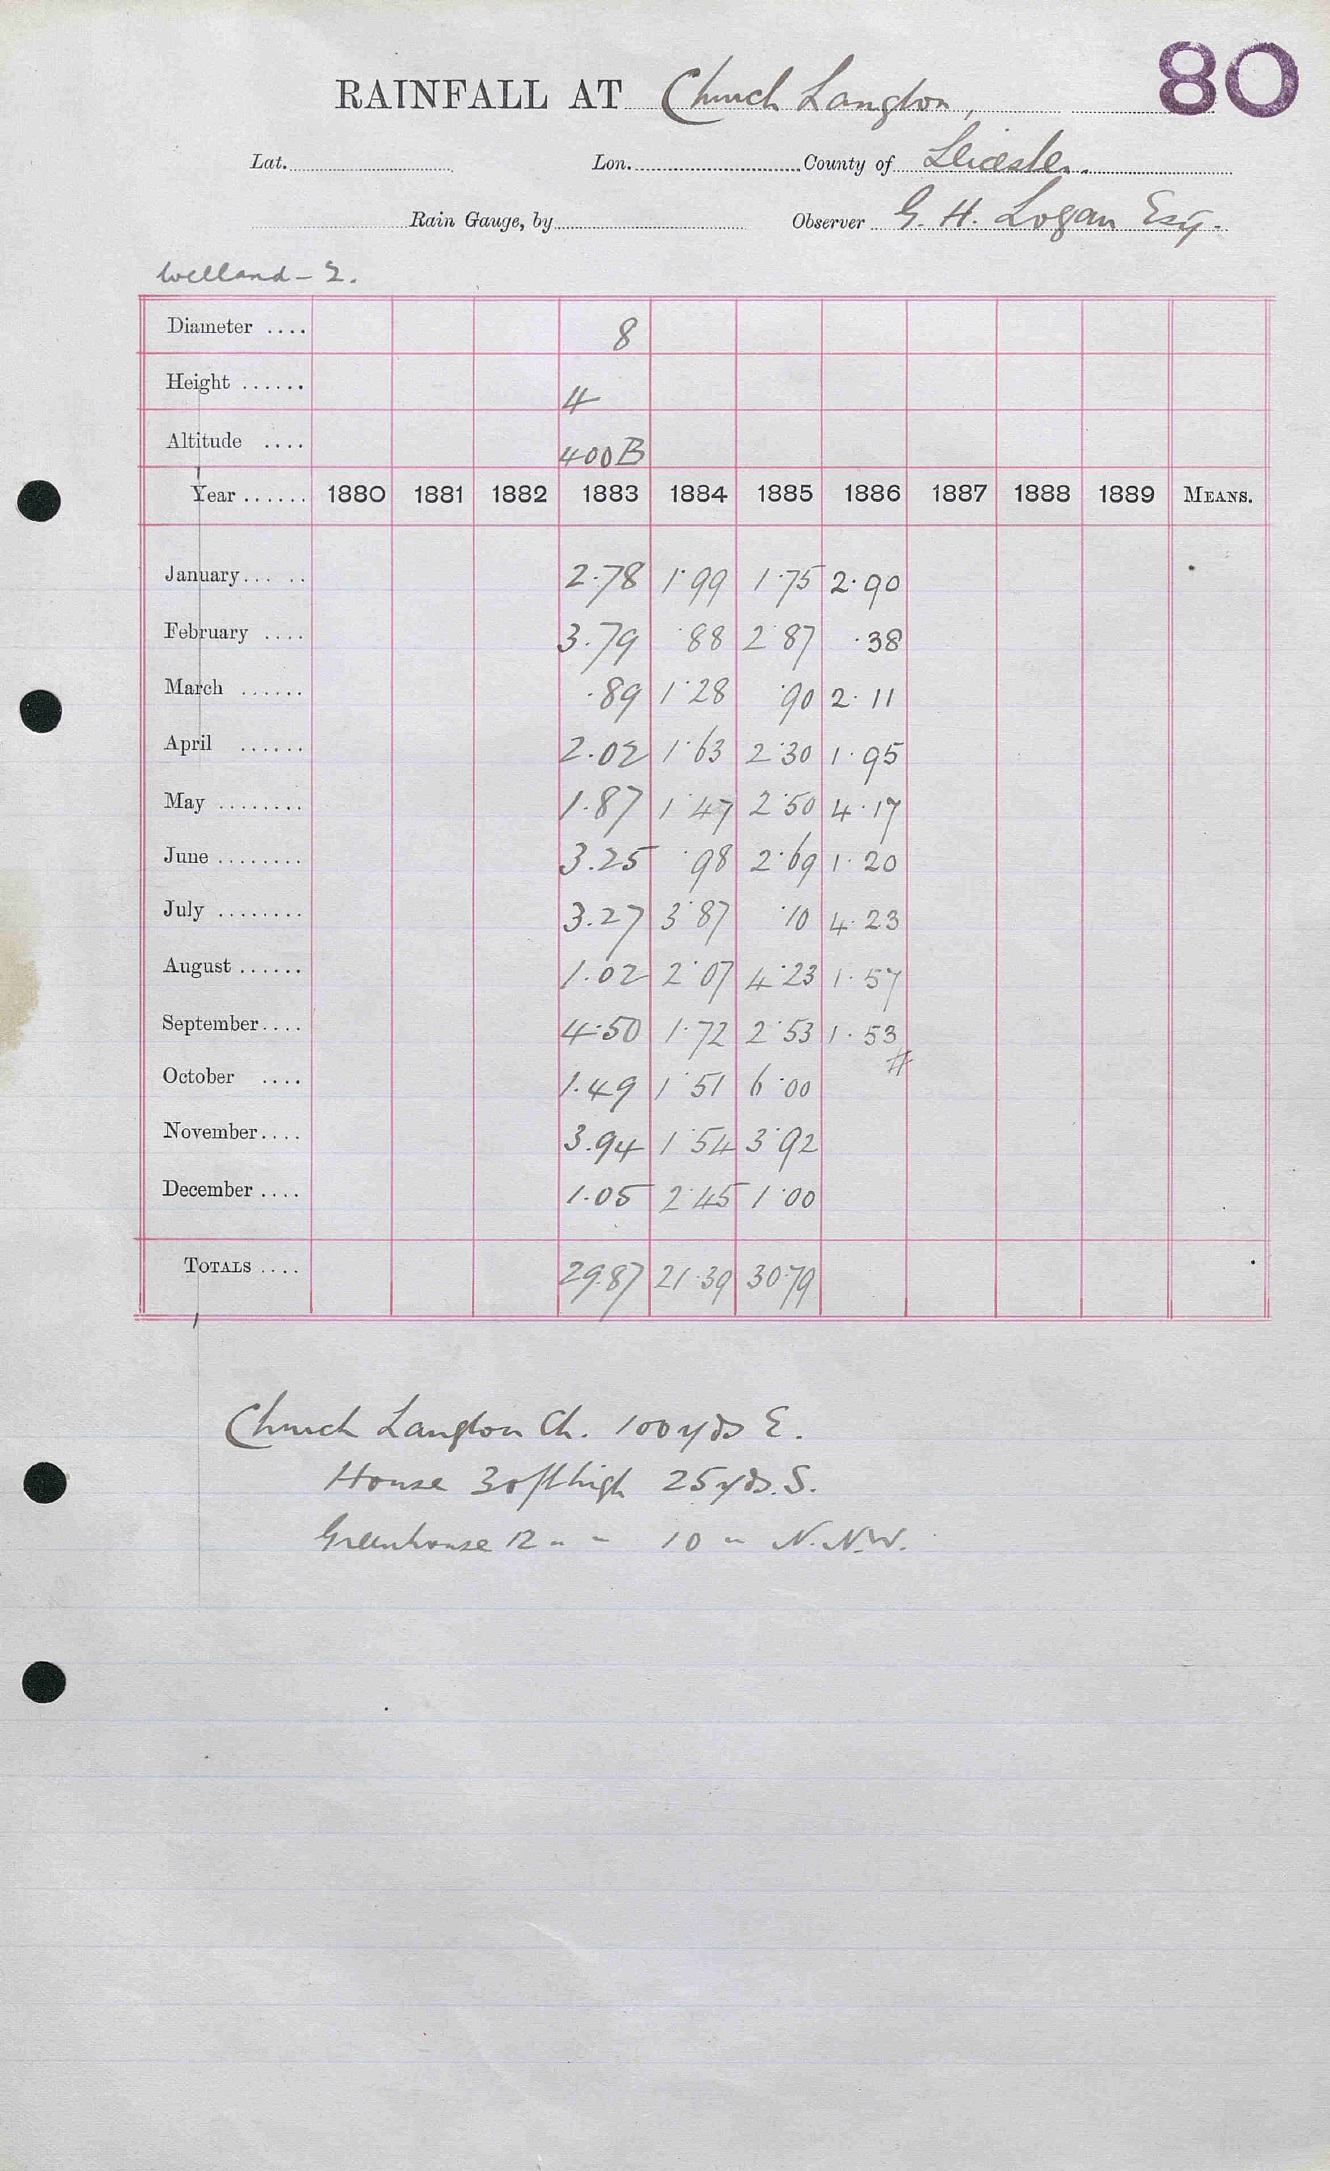 80
RAINFALL AT Church Langton,
Lat. Lon. County of Leicester.
Rain Gauge, by Observer G. H. Logan Esq.
Welland - 2.
Diameter .... 8
Height ...... 4
Altitude .... 400 B
Year ...... 1880 1881 1882 1883 1884 1885 1886 1887 1888 1889 MEANS.
January... .. 2.78 1.99 1.75 2.90
February .... 3.79 .88 2.87 .38
March ...... .89 1.28 .90 2.11
April ...... 2.02 1.63 2.30 1.95
May ........ 1.87 1.47 2.50 4.17
June ........ 3.25 .98 2.69 1.20
July ........ 3.27 3.87 .10 4.23
August ...... 1.02 2.07 4.23 1.57
September.... 4.50 1.72 2.53 1.53
October .... 1.49 1.51 6.00 #
November.... 3.94 1.54 3.92
December .... 1.05 2.45 1.00
TOTALS .... 29.87 21.39 30.79
Church Langton Ch. 100 yds E.
House 30 ft high 25 yds. S.
Greenhouse 12 " " 10 " N.N.W.